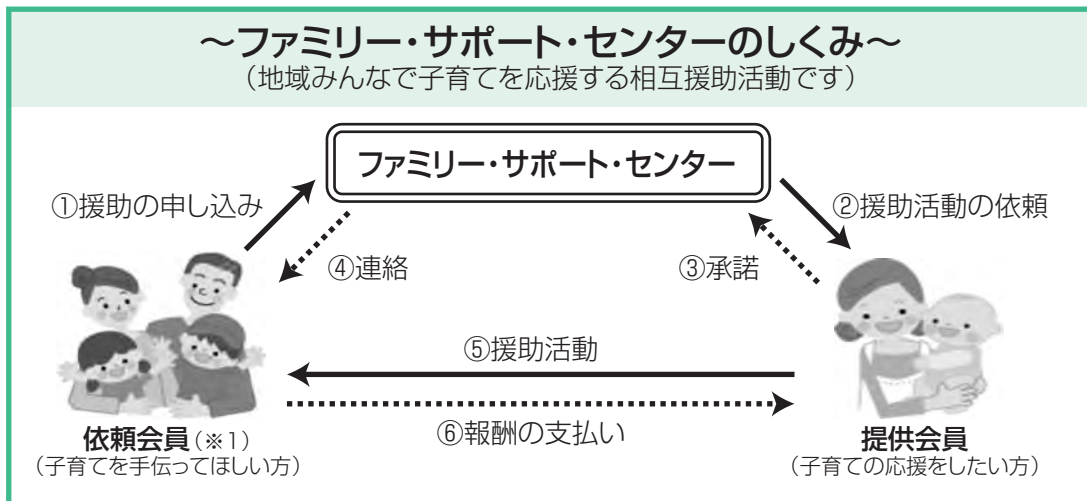 ～ファミリー・サポート・センターのしくみ～
（地域みんなで子育てを応援する相互援助活動です）
ファミリー・サポート・センター
①援助の申し込み
②援助活動の依頼
④連絡
③承諾
⑤援助活動
⑥報酬の支払い
依頼会員（※1）
（子育てを手伝ってほしい方）
提供会員
（子育ての応援をしたい方）